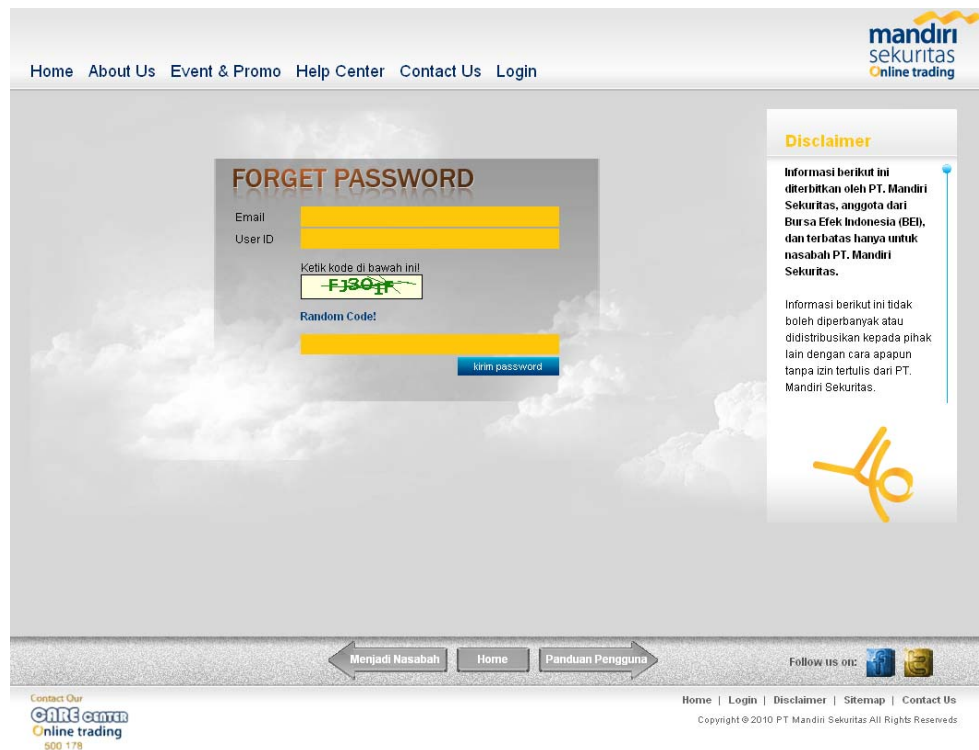 mandırı
sekuritas
Online trading
Home About Us Event & Promo Help Center Contact Us Login
FORGET PASSWORD
Email
User ID
Ketik kode di bawah ini!
Random Code!
kirim password
Disclaimer
Informasi berikut ini
diterbitkan oleh PT. Mandiri
Sekuritas, anggota dari
Bursa Efek Indonesia (BEI),
dan terbatas hanya untuk
nasabah PT. Mandiri
Sekuritas.
Informasi berikut ini tidak
boleh diperbanyak atau
didistribusikan kepada pihak
lain dengan cara apapun
tanpa izin tertulis dari PT.
Mandiri Sekuritas.
Menjadi Nasabah Home Panduan Pengguna
Follow us on:
Contact Our
CARE CENTER
Online trading
500 178
Home | Login | Disclaimer | Sitemap | Contact Us
Copyright © 2010 PT Mandiri Sekuritas All Rights Reserveds